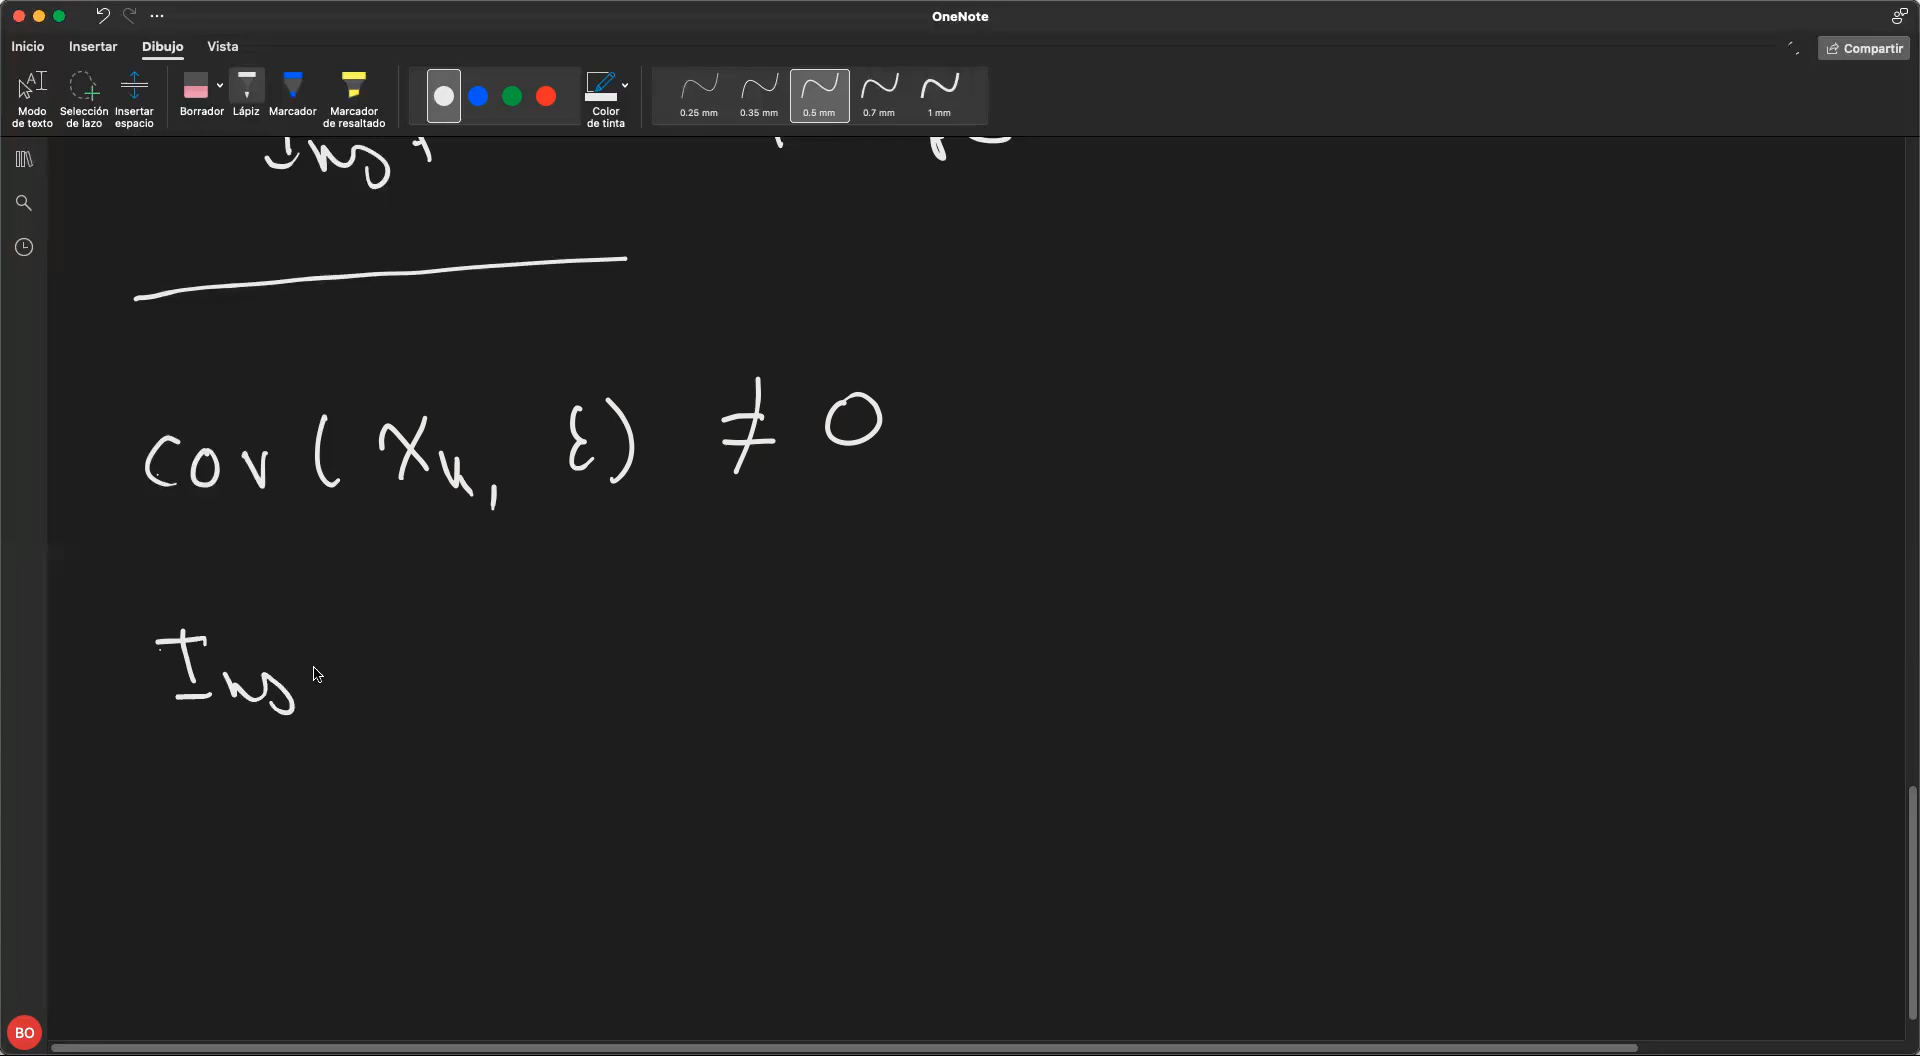 OneNote
Inicio Insertar Dibujo Vista Compartir
Modo de texto Selección de lazo Insertar espacio Borrador Lápiz Marcador Marcador de resaltado Color de tinta 0.25 mm 0.35 mm 0.5 mm 0.7 mm 1 mm
Cov ( Xk, ε) ≠ 0
Ing
BO